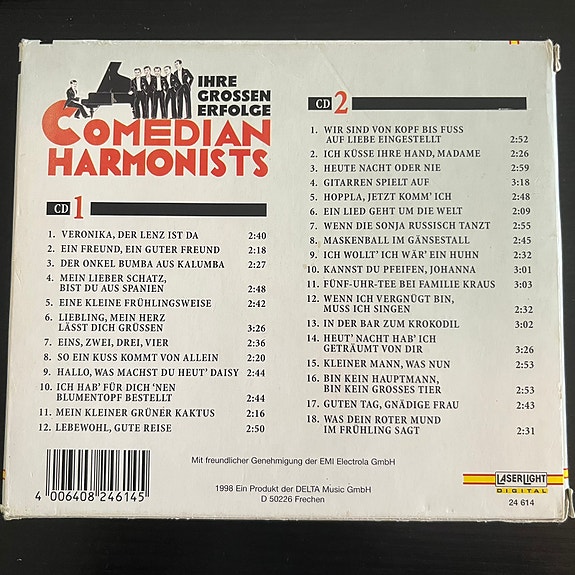 IHRE
GROSSEN
ERFOLGE
COMEDIAN
HARMONISTS
CD 1
1. VERONIKA, DER LENZ IST DA 2:40
2. EIN FREUND, EIN GUTER FREUND 2:18
3. DER ONKEL BUMBA AUS KALUMBA 2:27
4. MEIN LIEBER SCHATZ,
BIST DU AUS SPANIEN 2:48
5. EINE KLEINE FRÜHLINGSWEISE 2:42
6. LIEBLING, MEIN HERZ
LÄSST DICH GRÜSSEN 3:26
7. EINS, ZWEI, DREI, VIER 2:36
8. SO EIN KUSS KOMMT VON ALLEIN 2:20
9. HALLO, WAS MACHST DU HEUT' DAISY 2:44
10. ICH HAB' FÜR DICH 'NEN
BLUMENTOPF BESTELLT 2:44
11. MEIN KLEINER GRÜNER KAKTUS 2:16
12. LEBEWOHL, GUTE REISE 2:50
CD 2
1. WIR SIND VON KOPF BIS FUSS
AUF LIEBE EINGESTELLT 2:52
2. ICH KÜSSE IHRE HAND, MADAME 2:26
3. HEUTE NACHT ODER NIE 2:59
4. GITARREN SPIELT AUF 3:18
5. HOPPLA, JETZT KOMM' ICH 2:48
6. EIN LIED GEHT UM DIE WELT 2:09
7. WENN DIE SONJA RUSSISCH TANZT 2:55
8. MASKENBALL IM GÄNSESTALL 2:45
9. ICH WOLLT' ICH WÄR' EIN HUHN 2:32
10. KANNST DU PFEIFEN, JOHANNA 3:01
11. FÜNF-UHR-TEE BEI FAMILIE KRAUS 3:03
12. WENN ICH VERGNÜGT BIN,
MUSS ICH SINGEN 2:32
13. IN DER BAR ZUM KROKODIL 3:02
14. HEUT' NACHT HAB' ICH
GETRÄUMT VON DIR 3:26
15. KLEINER MANN, WAS NUN 2:53
16. BIN KEIN HAUPTMANN,
BIN KEIN GROSSES TIER 2:53
17. GUTEN TAG, GNÄDIGE FRAU 2:43
18. WAS DEIN ROTER MUND
IM FRÜHLING SAGT 2:31
Mit freundlicher Genehmigung der EMI Electrola GmbH
4 006408 246145
1998 Ein Produkt der DELTA Music GmbH
D 50226 Frechen
LASERLIGHT
DIGITAL
24 614